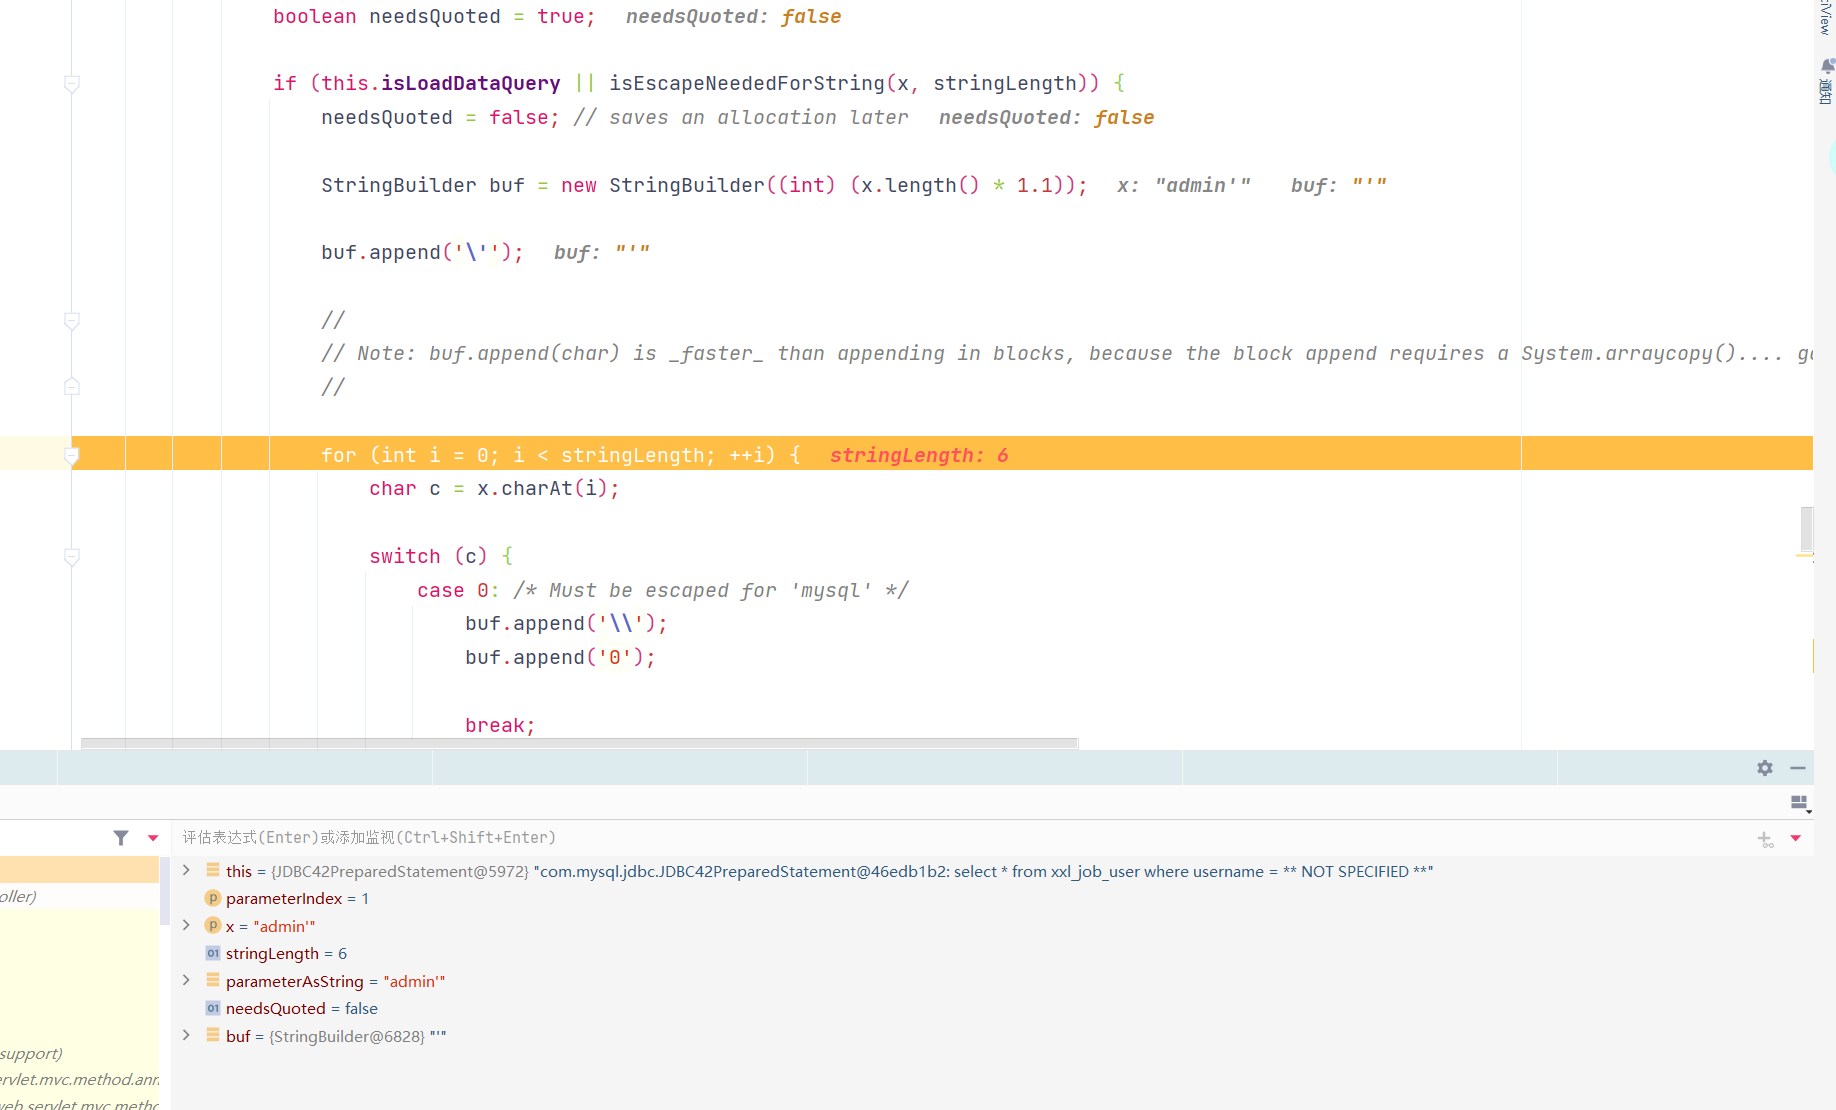 boolean needsQuoted = true; needsQuoted: false
if (this.isLoadDataQuery || isEscapeNeededForString(x, stringLength)) {
needsQuoted = false; // saves an allocation later needsQuoted: false
StringBuilder buf = new StringBuilder((int) (x.length() * 1.1)); x: "admin'" buf: "'"
buf.append('\''); buf: "'"
//
// Note: buf.append(char) is _faster_ than appending in blocks, because the block append requires a System.arraycopy()....
//
for (int i = 0; i < stringLength; ++i) { stringLength: 6
char c = x.charAt(i);
switch (c) {
case 0: /* Must be escaped for 'mysql' */
buf.append('\\');
buf.append('0');
break;
iView
通知
评估表达式(Enter)或添加监视(Ctrl+Shift+Enter)
this = {JDBC42PreparedStatement@5972} "com.mysql.jdbc.JDBC42PreparedStatement@46edb1b2: select * from xxl_job_user where username = ** NOT SPECIFIED **"
parameterIndex = 1
x = "admin'"
stringLength = 6
parameterAsString = "admin'"
needsQuoted = false
buf = {StringBuilder@6828} "'"
oller)
support)
ervlet.mvc.method.ann
web.servlet.mvc.metho